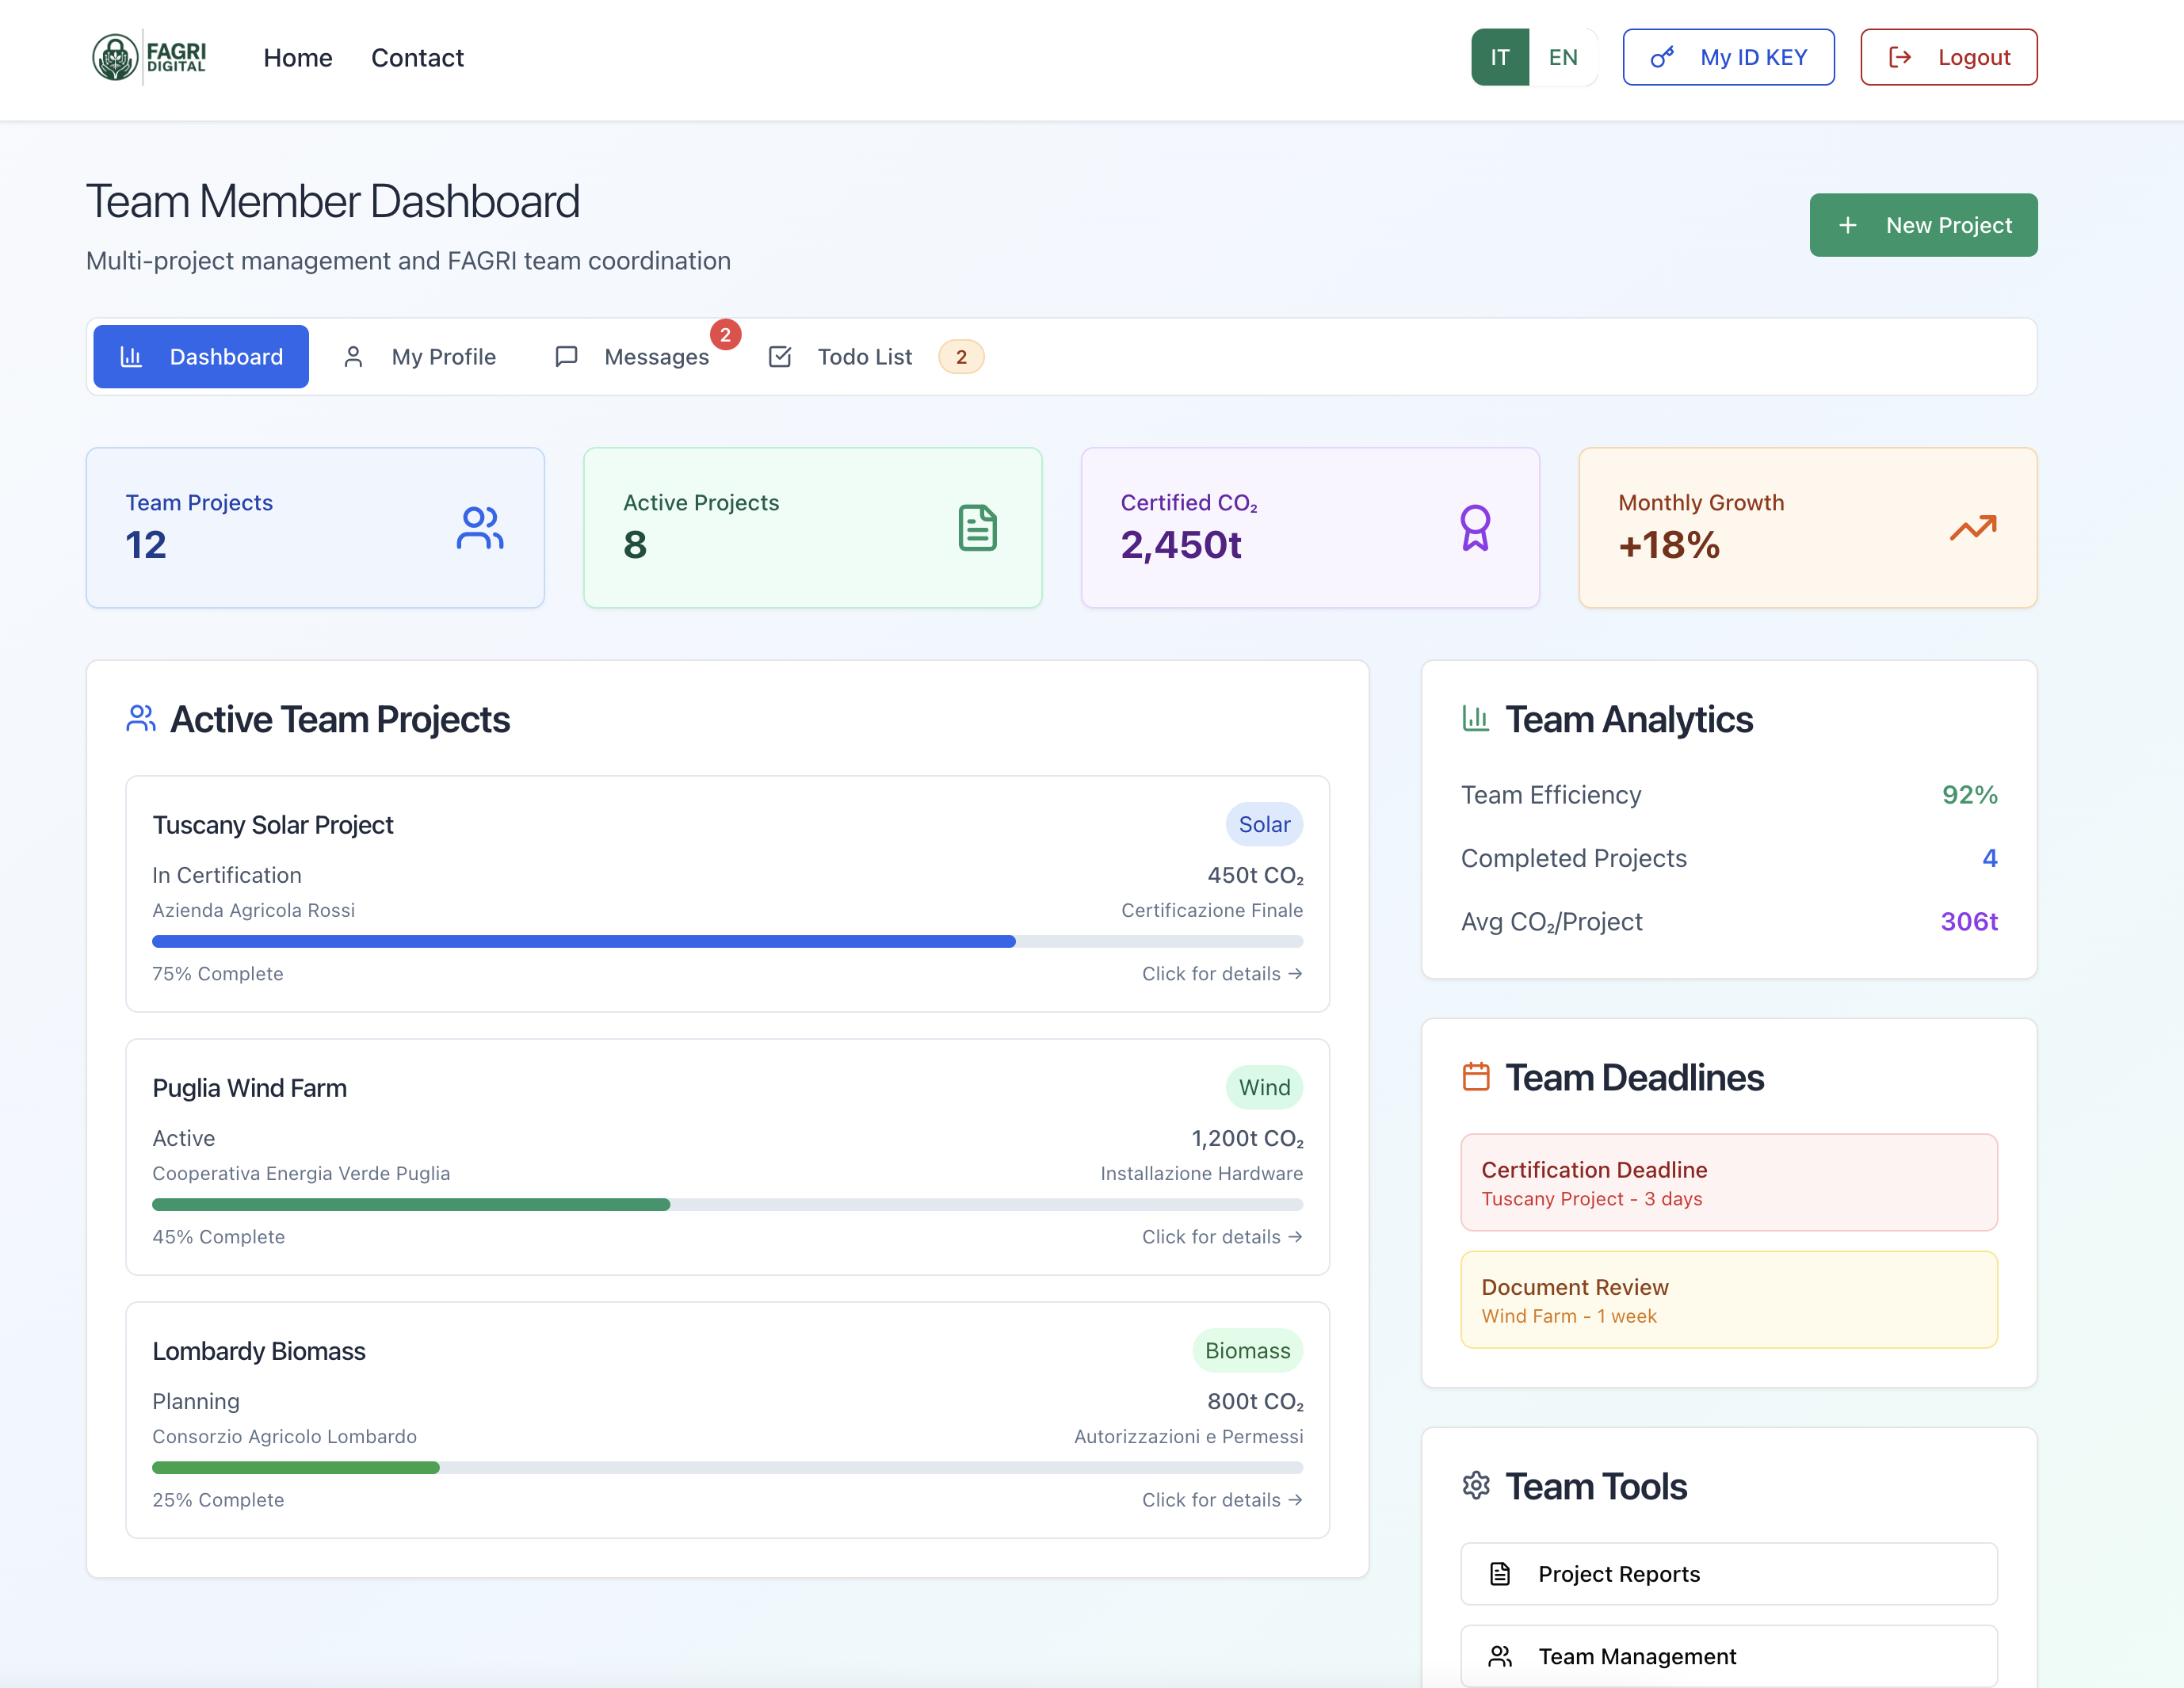 FAGRI
DIGITAL
Home
Contact
IT
EN
My ID KEY
Logout
Team Member Dashboard
Multi-project management and FAGRI team coordination
New Project
Dashboard
My Profile
Messages
2
Todo List
2
Team Projects
12
Active Projects
8
Certified CO₂
2,450t
Monthly Growth
+18%
Active Team Projects
Tuscany Solar Project
Solar
In Certification
450t CO₂
Azienda Agricola Rossi
Certificazione Finale
75% Complete
Click for details →
Puglia Wind Farm
Wind
Active
1,200t CO₂
Cooperativa Energia Verde Puglia
Installazione Hardware
45% Complete
Click for details →
Lombardy Biomass
Biomass
Planning
800t CO₂
Consorzio Agricolo Lombardo
Autorizzazioni e Permessi
25% Complete
Click for details →
Team Analytics
Team Efficiency
92%
Completed Projects
4
Avg CO₂/Project
306t
Team Deadlines
Certification Deadline
Tuscany Project - 3 days
Document Review
Wind Farm - 1 week
Team Tools
Project Reports
Team Management